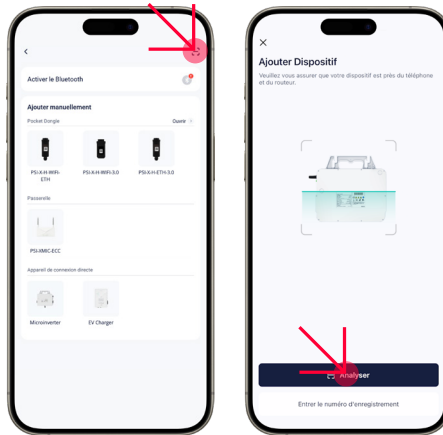 Activer le Bluetooth
Ajouter manuellement
Pocket Dongle
Ouvrir
PSI-X-H-WIFI-
ETH
PSI-X-H-WIFI-3.0
PSI-X-H-ETH-3.0
Passerelle
PSI-XMIC-ECC
Appareil de connexion directe
Microinverter
EV Charger
Ajouter Dispositif
Veuillez vous assurer que votre dispositif est près du téléphone
et du routeur.
Analyser
Entrer le numéro d'enregistrement